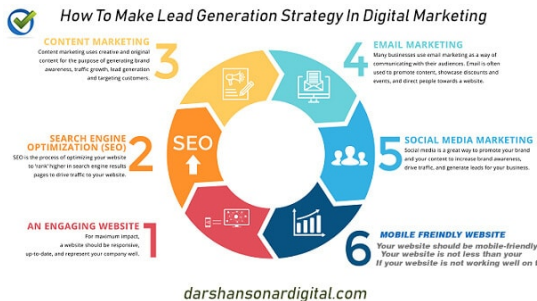 How To Make Lead Generation Strategy In Digital Marketing
CONTENT MARKETING
Content marketing uses creative and original
content for the purpose of generating brand
awareness, traffic growth, lead generation
and targeting customers.
3
4
EMAIL MARKETING
Many businesses use email marketing as a way of
communicating with their audiences. Email is often
used to promote content, showcase discounts and
events, and direct people towards a website.
SEARCH ENGINE
OPTIMIZATION (SEO)
SEO is the process of optimizing your website
to 'rank' higher in search engine results
pages to drive traffic to your website.
2
SEO
5
SOCIAL MEDIA MARKETING
Social media is a great way to promote your brand
and your content to increase brand awareness,
drive traffic, and generate leads for your business.
AN ENGAGING WEBSITE
For maximum impact,
a website should be responsive,
up-to-date, and represent your company well.
1
6
MOBILE FREINDLY WEBSITE
Your website should be mobile-friendly
Your website is not less than your
If your website is not working well on
darshansonardigital.com